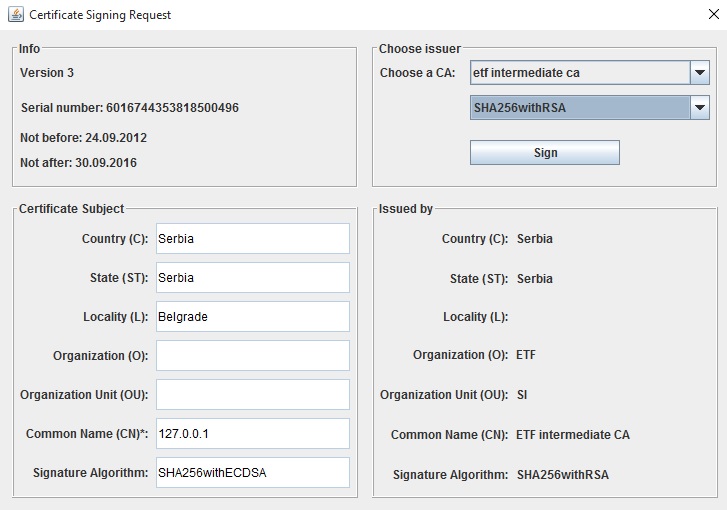 Certificate Signing Request
Info
Version 3
Serial number: 6016744353818500496
Not before: 24.09.2012
Not after: 30.09.2016
Choose issuer
Choose a CA: etf intermediate ca
SHA256withRSA
Sign
Certificate Subject
Country (C): Serbia
State (ST): Serbia
Locality (L): Belgrade
Organization (O):
Organization Unit (OU):
Common Name (CN)*: 127.0.0.1
Signature Algorithm: SHA256withECDSA
Issued by
Country (C): Serbia
State (ST): Serbia
Locality (L):
Organization (O): ETF
Organization Unit (OU): SI
Common Name (CN): ETF intermediate CA
Signature Algorithm: SHA256withRSA